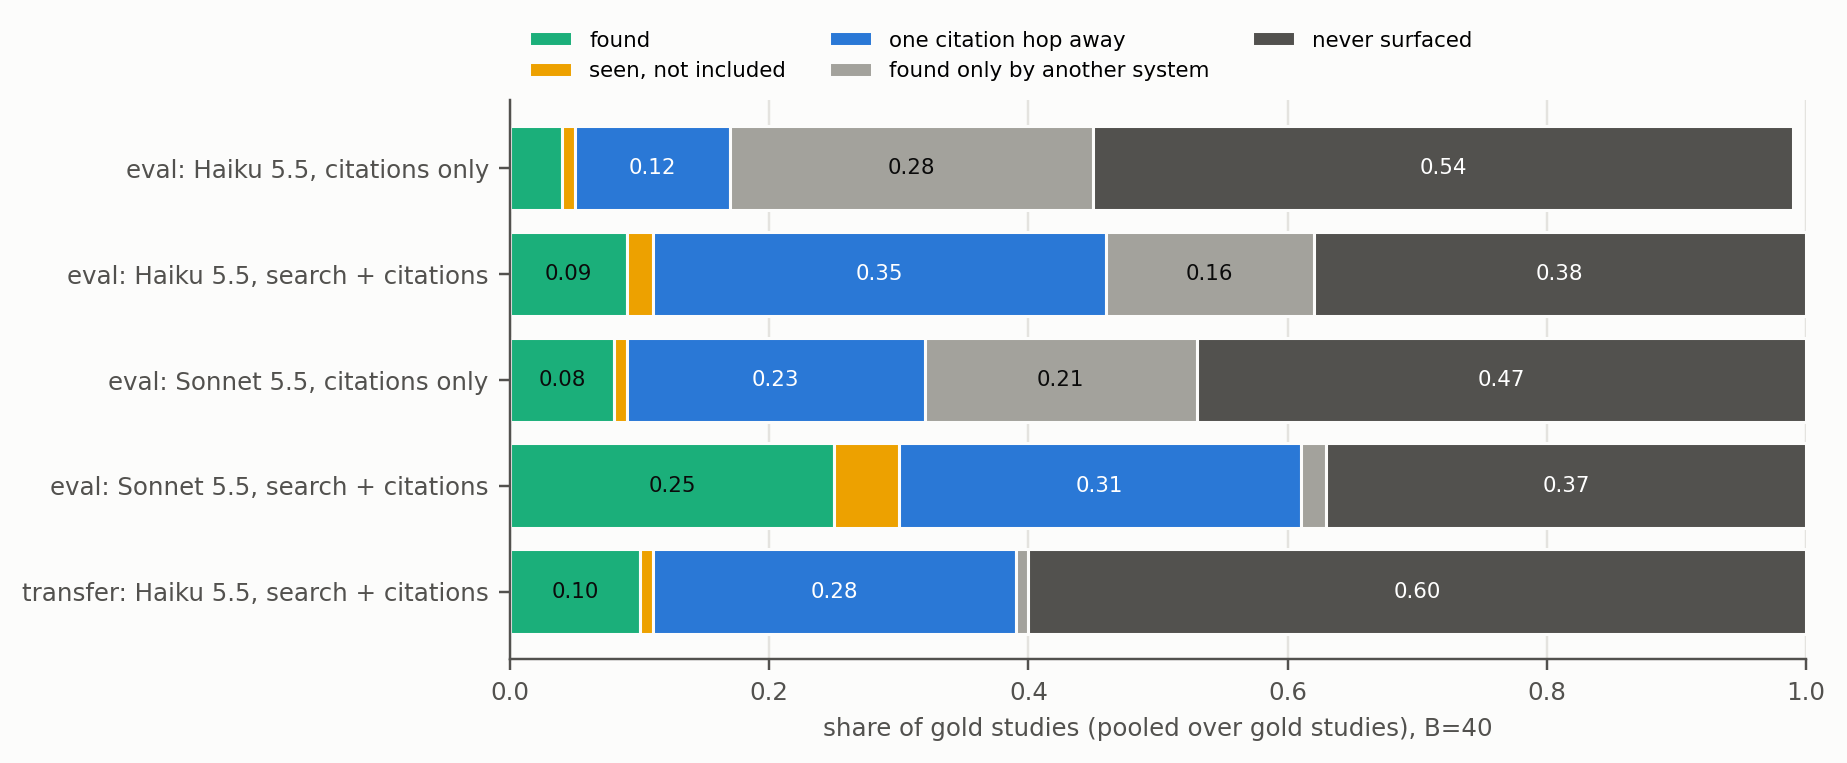 found
one citation hop away
never surfaced
seen, not included
found only by another system
eval: Haiku 5.5, citations only
0.12
0.28
0.54
eval: Haiku 5.5, search + citations
0.09
0.35
0.16
0.38
eval: Sonnet 5.5, citations only
0.08
0.23
0.21
0.47
eval: Sonnet 5.5, search + citations
0.25
0.31
0.37
transfer: Haiku 5.5, search + citations
0.10
0.28
0.60
0.0
0.2
0.4
0.6
0.8
1.0
share of gold studies (pooled over gold studies), B=40